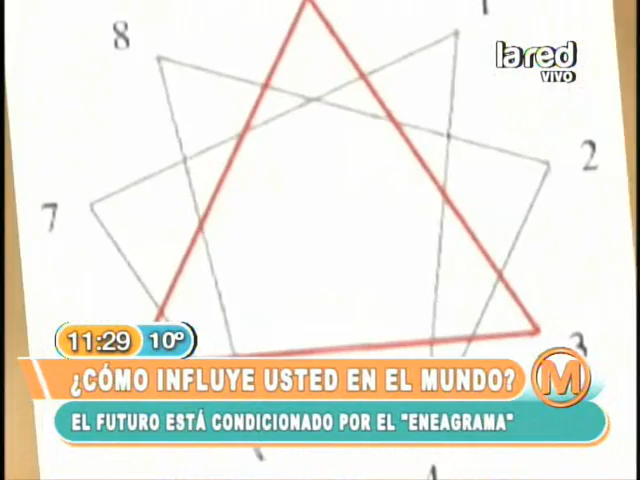 8
1
lared
VIVO
2
7
11:29 10°
3
¿CÓMO INFLUYE USTED EN EL MUNDO?
M
EL FUTURO ESTÁ CONDICIONADO POR EL "ENEAGRAMA"
4